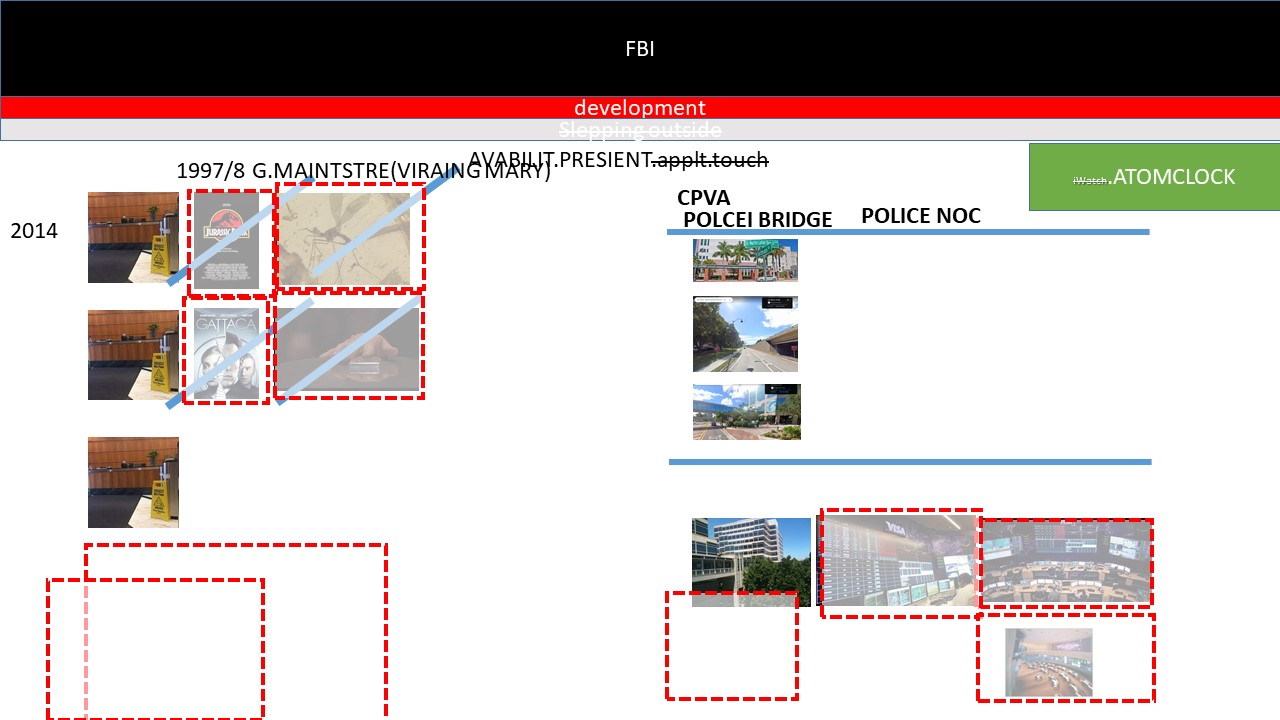 FBI
development
Slepping outside
AVABILIT.PRESIENT.applt.touch
1997/8 G.MAINTSTRE(VIRAING MARY)
iWatch.ATOMCLOCK
CPVA
POLCEI BRIDGE
POLICE NOC
2014
JURASSIC PARK
GATTACA
VISA